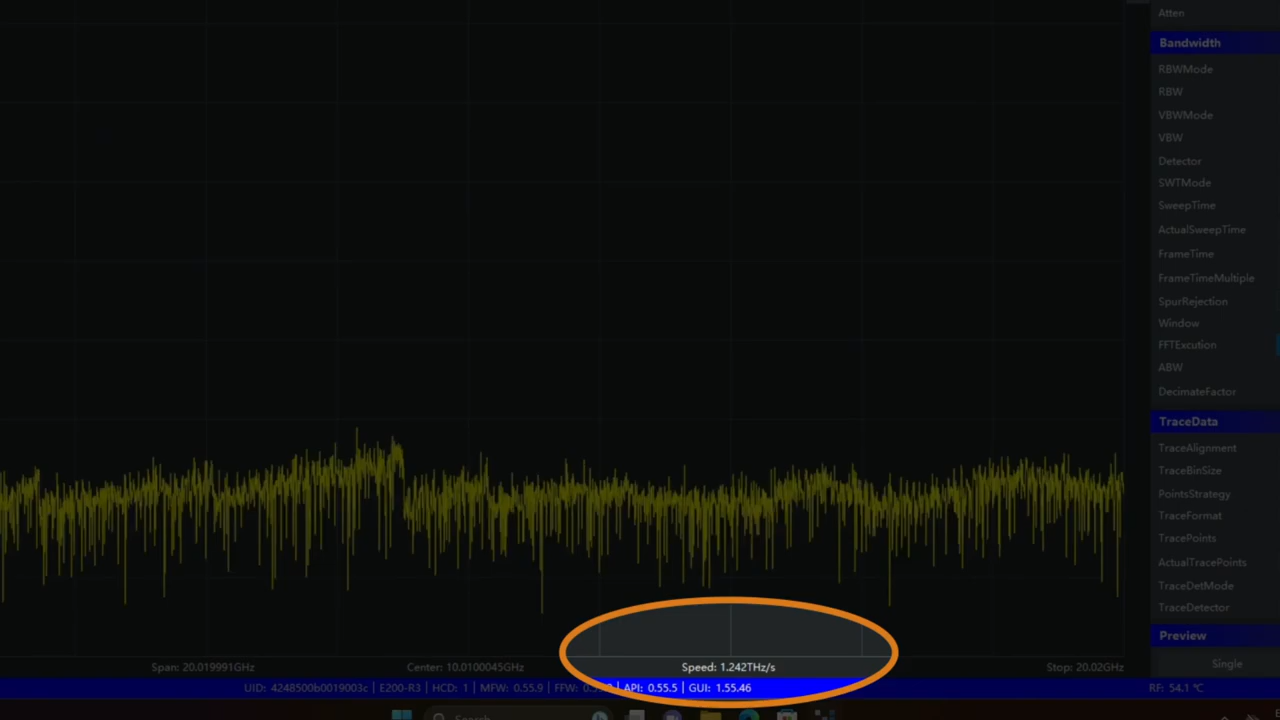 Atten
Bandwidth
RBWMode
RBW
VBWMode
VBW
Detector
SWTMode
SweepTime
ActualSweepTime
FrameTime
FrameTimeMultiple
SpurRejection
Window
FFTExcution
ABW
DecimateFactor
TraceData
TraceAlignment
TraceBinSize
PointsStrategy
TraceFormat
TracePoints
ActualTracePoints
TraceDetMode
TraceDetector
Preview
Single
Span: 20.019991GHz Center: 10.0100045GHz Speed: 1.242THz/s Stop: 20.02GHz
UID: 4248500b0019003c | E200-R3 | HCD: 1 | MFW: 0.55.9 | FFW: | API: 0.55.5 | GUI: 1.55.46 RF: 54.1 °C
Search